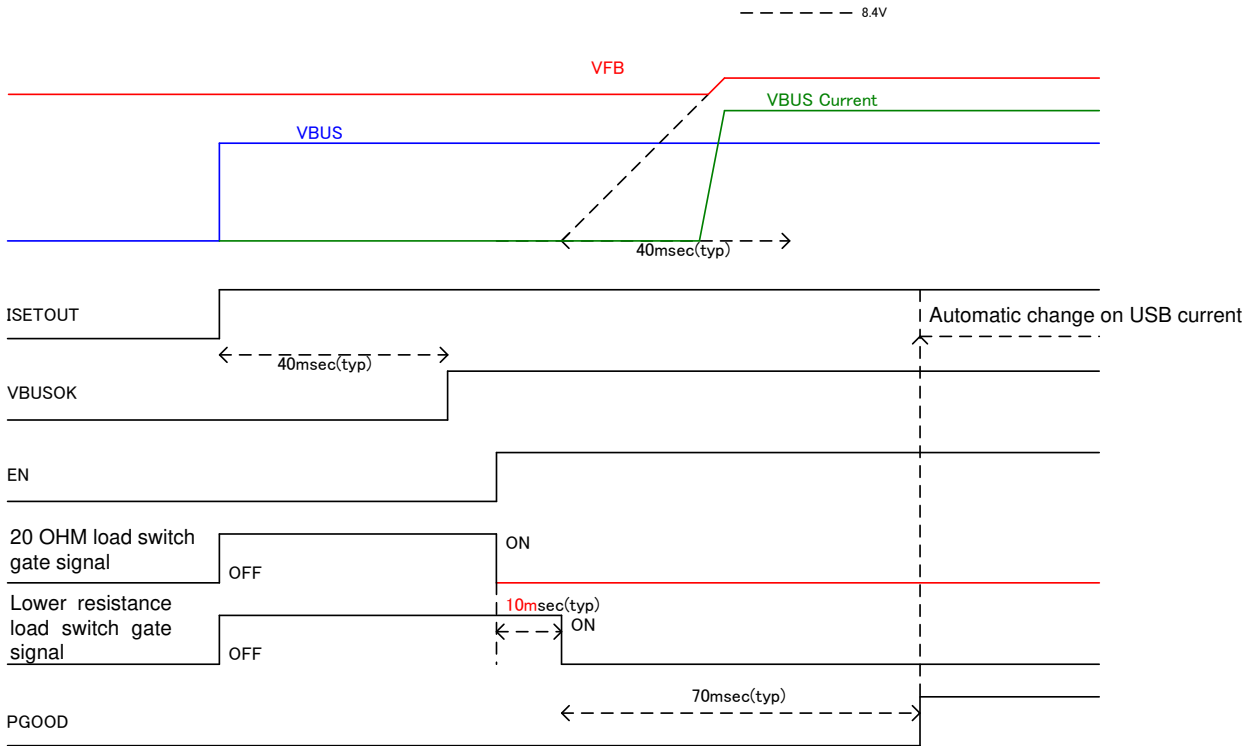 8.4V
VFB
VBUS Current
VBUS
40msec(typ)
ISETOUT
Automatic change on USB current
40msec(typ)
VBUSOK
EN
20 OHM load switch
gate signal
ON
OFF
Lower resistance
load switch gate
signal
10msec(typ)
ON
OFF
70msec(typ)
PGOOD